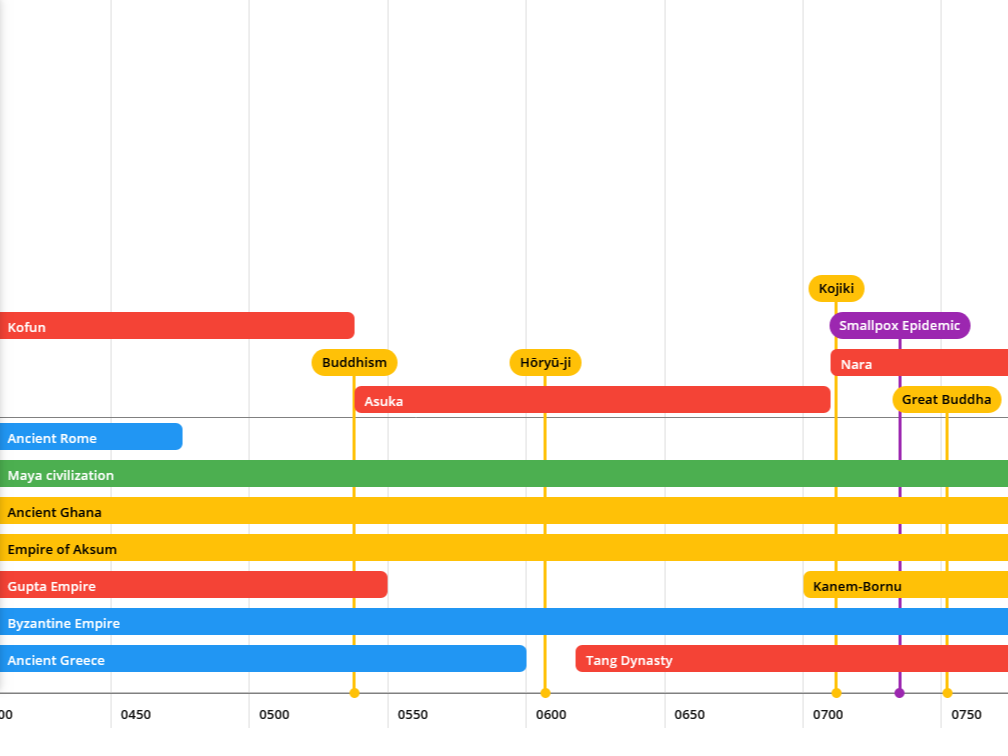 Kojiki
Smallpox Epidemic
Kofun
Buddhism
Hōryū-ji
Nara
Asuka
Great Buddha
Ancient Rome
Maya civilization
Ancient Ghana
Empire of Aksum
Gupta Empire
Kanem-Bornu
Byzantine Empire
Ancient Greece
Tang Dynasty
00 0450 0500 0550 0600 0650 0700 0750